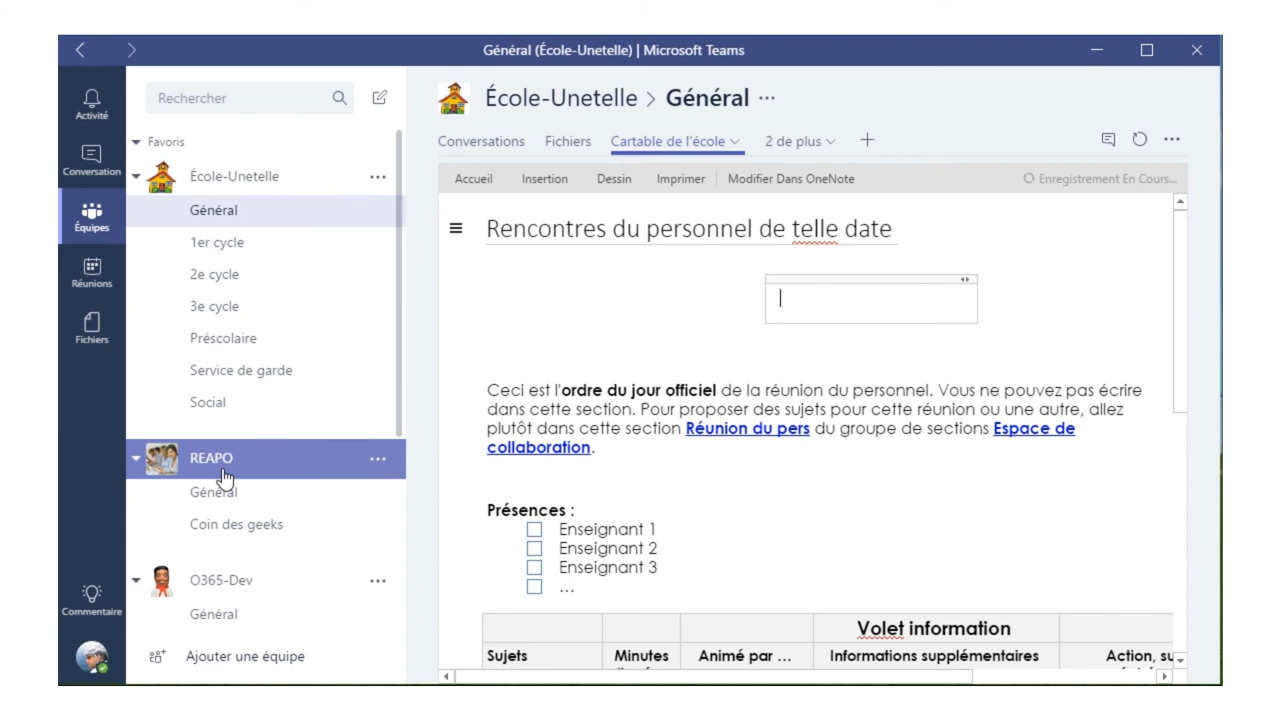 Général (École-Unetelle) | Microsoft Teams
Activité
Conversation
Équipes
Réunions
Fichiers
Commentaire
Rechercher
Favoris
École-Unetelle
Général
1er cycle
2e cycle
3e cycle
Préscolaire
Service de garde
Social
REAPO
Général
Coin des geeks
O365-Dev
Général
Ajouter une équipe
École-Unetelle > Général
Conversations Fichiers Cartable de l'école 2 de plus
Accueil Insertion Dessin Imprimer Modifier Dans OneNote Enregistrement En Cours...
Rencontres du personnel de telle date
Ceci est l'ordre du jour officiel de la réunion du personnel. Vous ne pouvez pas écrire
dans cette section. Pour proposer des sujets pour cette réunion ou une autre, allez
plutôt dans cette section Réunion du pers du groupe de sections Espace de
collaboration.
Présences :
Enseignant 1
Enseignant 2
Enseignant 3
...
Volet information
Sujets Minutes Animé par ... Informations supplémentaires Action,